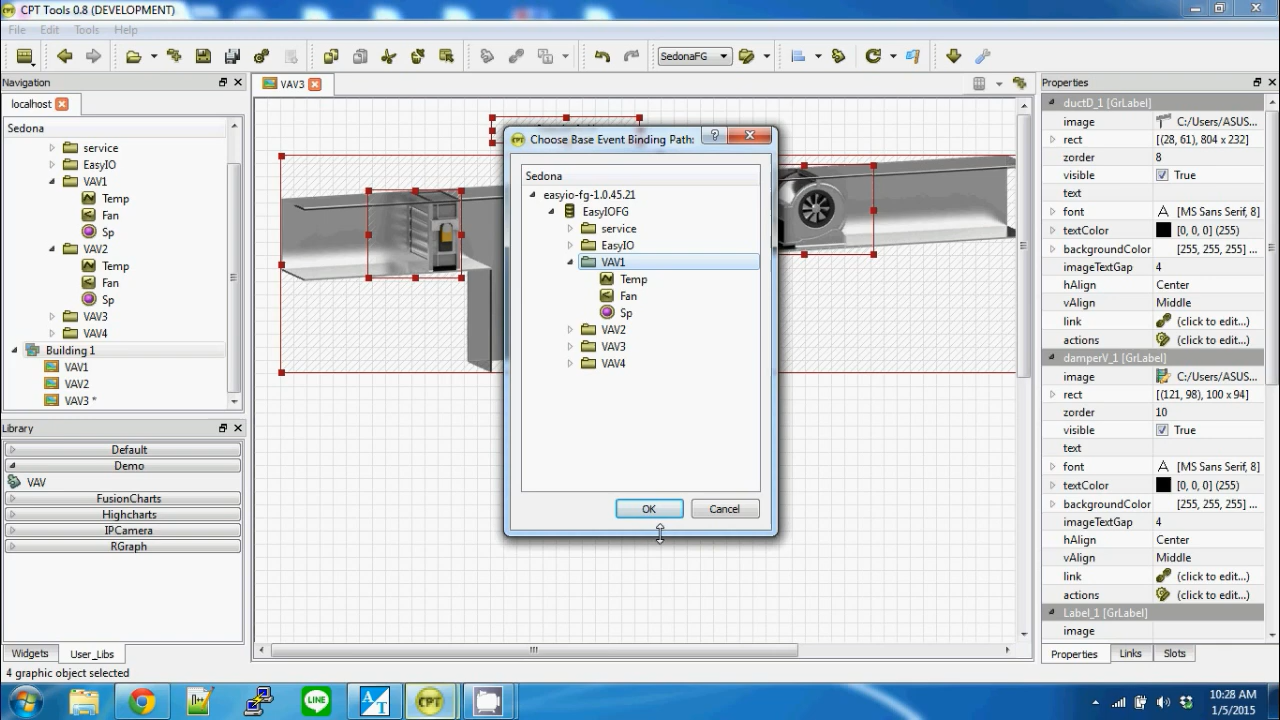 CPT Tools 0.8 (DEVELOPMENT)
File Edit Tools Help
SedonaFG
Navigation
localhost
Sedona
service
EasyIO
VAV1
Temp
Fan
Sp
VAV2
Temp
Fan
Sp
VAV3
VAV4
Building 1
VAV1
VAV2
VAV3 *
Library
Default
Demo
VAV
FusionCharts
Highcharts
IPCamera
RGraph
Widgets User_Libs
4 graphic object selected
VAV3
CPT Choose Base Event Binding Path:
Sedona
easyio-fg-1.0.45.21
EasyIOFG
service
EasyIO
VAV1
Temp
Fan
Sp
VAV2
VAV3
VAV4
OK Cancel
Properties
ductD_1 [GrLabel]
image C:/Users/ASUS...
rect [(28, 61), 804 x 232]
zorder 8
visible True
text
font A [MS Sans Serif, 8]
textColor [0, 0, 0] (255)
backgroundColor [255, 255, 255] ...
imageTextGap 4
hAlign Center
vAlign Middle
link (click to edit...)
actions (click to edit...)
damperV_1 [GrLabel]
image C:/Users/ASUS...
rect [(121, 98), 100 x 94]
zorder 10
visible True
text
font A [MS Sans Serif, 8]
textColor [0, 0, 0] (255)
backgroundColor [255, 255, 255] ...
imageTextGap 4
hAlign Center
vAlign Middle
link (click to edit...)
actions (click to edit...)
Label_1 [GrLabel]
image
Properties Links Slots
LINE
CPT
10:28 AM
1/5/2015